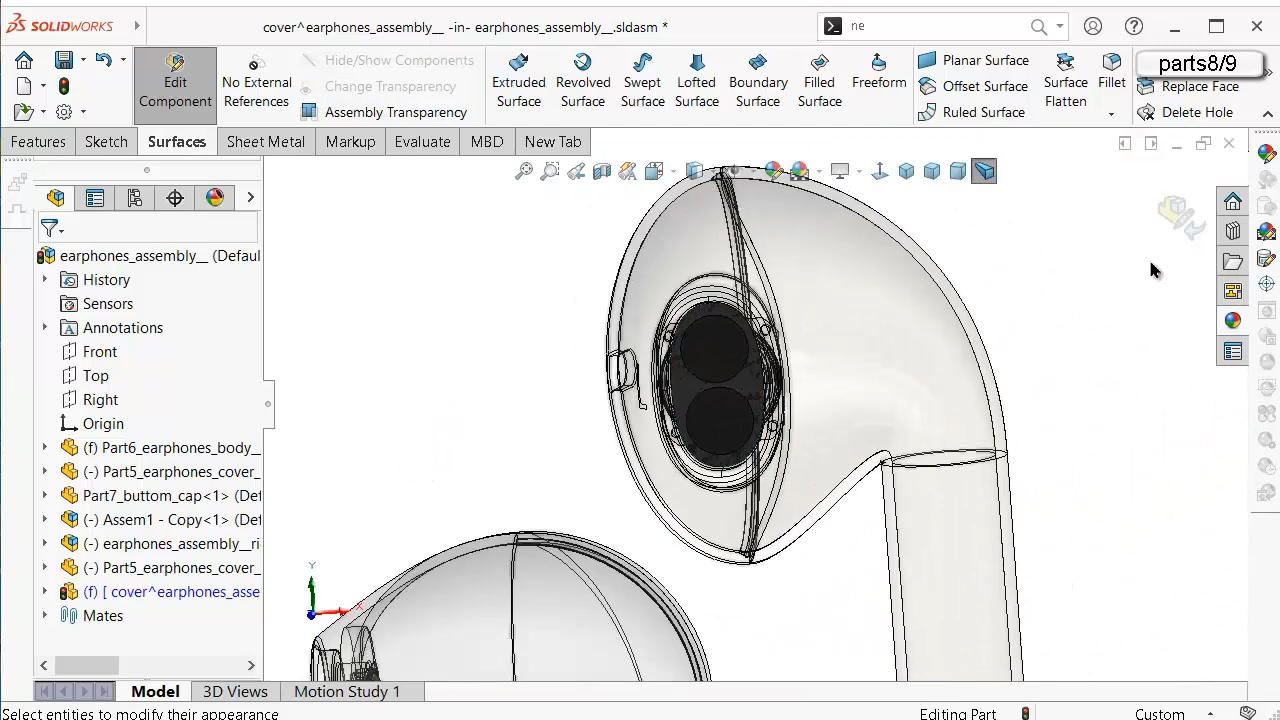 SOLIDWORKS
cover^earphones_assembly__ -in- earphones_assembly__.sldasm *
ne
parts8/9
Edit Component
No External References
Hide/Show Components
Change Transparency
Assembly Transparency
Extruded Surface
Revolved Surface
Swept Surface
Lofted Surface
Boundary Surface
Filled Surface
Freeform
Planar Surface
Offset Surface
Ruled Surface
Surface Flatten
Fillet
Replace Face
Delete Hole
Features
Sketch
Surfaces
Sheet Metal
Markup
Evaluate
MBD
New Tab
earphones_assembly__ (Defaul
History
Sensors
Annotations
Front
Top
Right
Origin
(f) Part6_earphones_body_
(-) Part5_earphones_cover_
Part7_buttom_cap<1> (Def
(-) Assem1 - Copy<1> (Def
(-) earphones_assembly__ri
(-) Part5_earphones_cover_
(f) [ cover^earphones_asse
Mates
Y
X
Model
3D Views
Motion Study 1
Select entities to modify their appearance
Editing Part
Custom